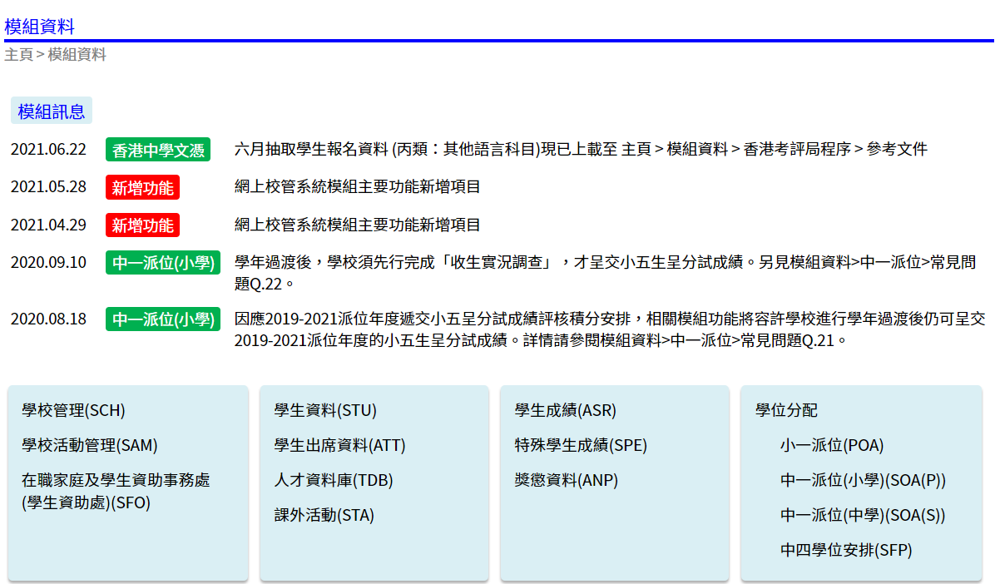 模組資料
主頁 > 模組資料
模組訊息
2021.06.22 香港中學文憑 六月抽取學生報名資料 (丙類：其他語言科目)現已上載至 主頁 > 模組資料 > 香港考評局程序 > 參考文件
2021.05.28 新增功能 網上校管系統模組主要功能新增項目
2021.04.29 新增功能 網上校管系統模組主要功能新增項目
2020.09.10 中一派位(小學) 學年過渡後，學校須先行完成「收生實況調查」，才呈交小五生呈分試成績。另見模組資料>中一派位>常見問
題Q.22。
2020.08.18 中一派位(小學) 因應2019-2021派位年度遞交小五呈分試成績評核積分安排，相關模組功能將容許學校進行學年過渡後仍可呈交
2019-2021派位年度的小五生呈分試成績。詳情請參閱模組資料>中一派位>常見問題Q.21。
學校管理(SCH)
學校活動管理(SAM)
在職家庭及學生資助事務處
(學生資助處)(SFO)
學生資料(STU)
學生出席資料(ATT)
人才資料庫(TDB)
課外活動(STA)
學生成績(ASR)
特殊學生成績(SPE)
獎懲資料(ANP)
學位分配
小一派位(POA)
中一派位(小學)(SOA(P))
中一派位(中學)(SOA(S))
中四學位安排(SFP)